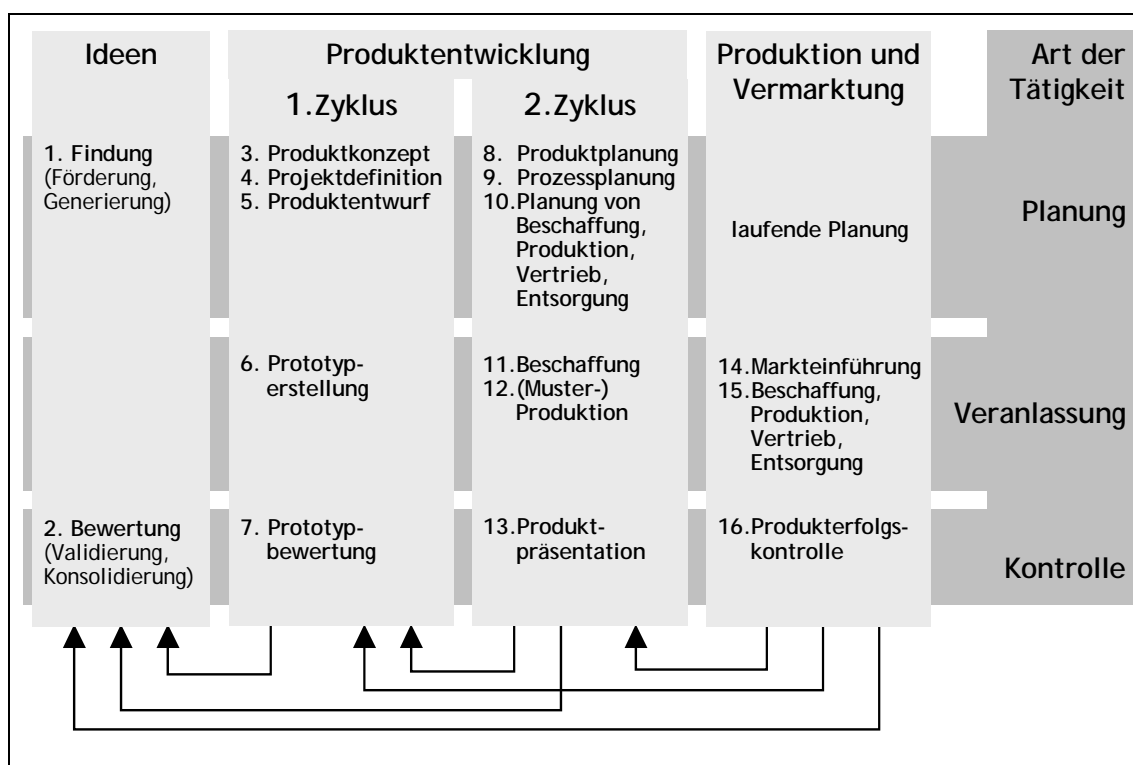 Ideen
Produktentwicklung
1.Zyklus
2.Zyklus
Produktion und
Vermarktung
Art der
Tätigkeit
1. Findung
(Förderung,
Generierung)
3. Produktkonzept
4. Projektdefinition
5. Produktentwurf
8. Produktplanung
9. Prozessplanung
10.Planung von
Beschaffung,
Produktion,
Vertrieb,
Entsorgung
laufende Planung
Planung
6. Prototyp-
erstellung
11.Beschaffung
12.(Muster-)
Produktion
14.Markteinführung
15.Beschaffung,
Produktion,
Vertrieb,
Entsorgung
Veranlassung
2. Bewertung
(Validierung,
Konsolidierung)
7. Prototyp-
bewertung
13.Produkt-
präsentation
16.Produkterfolgs-
kontrolle
Kontrolle